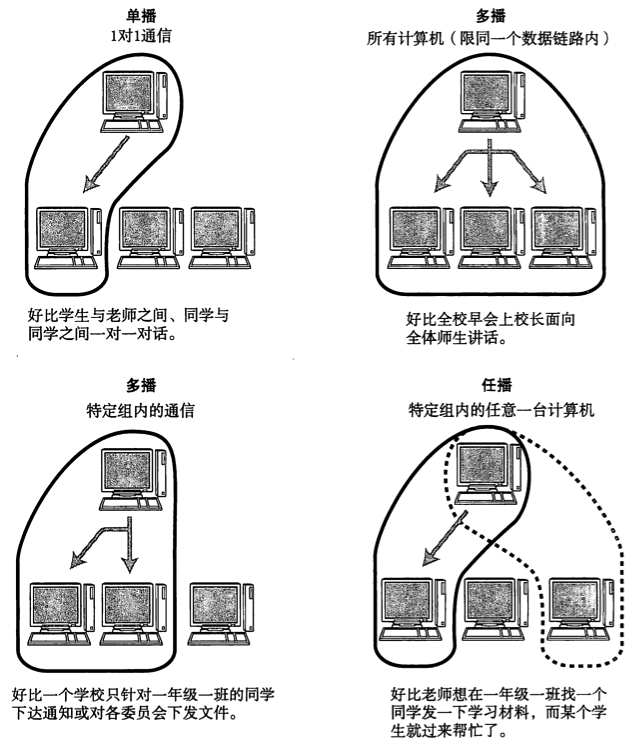 单播
1对1通信
好比学生与老师之间、同学与
同学之间一对一对话。
多播
所有计算机（限同一个数据链路内）
好比全校早会上校长面向
全体师生讲话。
多播
特定组内的通信
好比一个学校只针对一年级一班的同学
下达通知或对各委员会下发文件。
任播
特定组内的任意一台计算机
好比老师想在一年级一班找一个
同学发一下学习材料，而某个学
生就过来帮忙了。